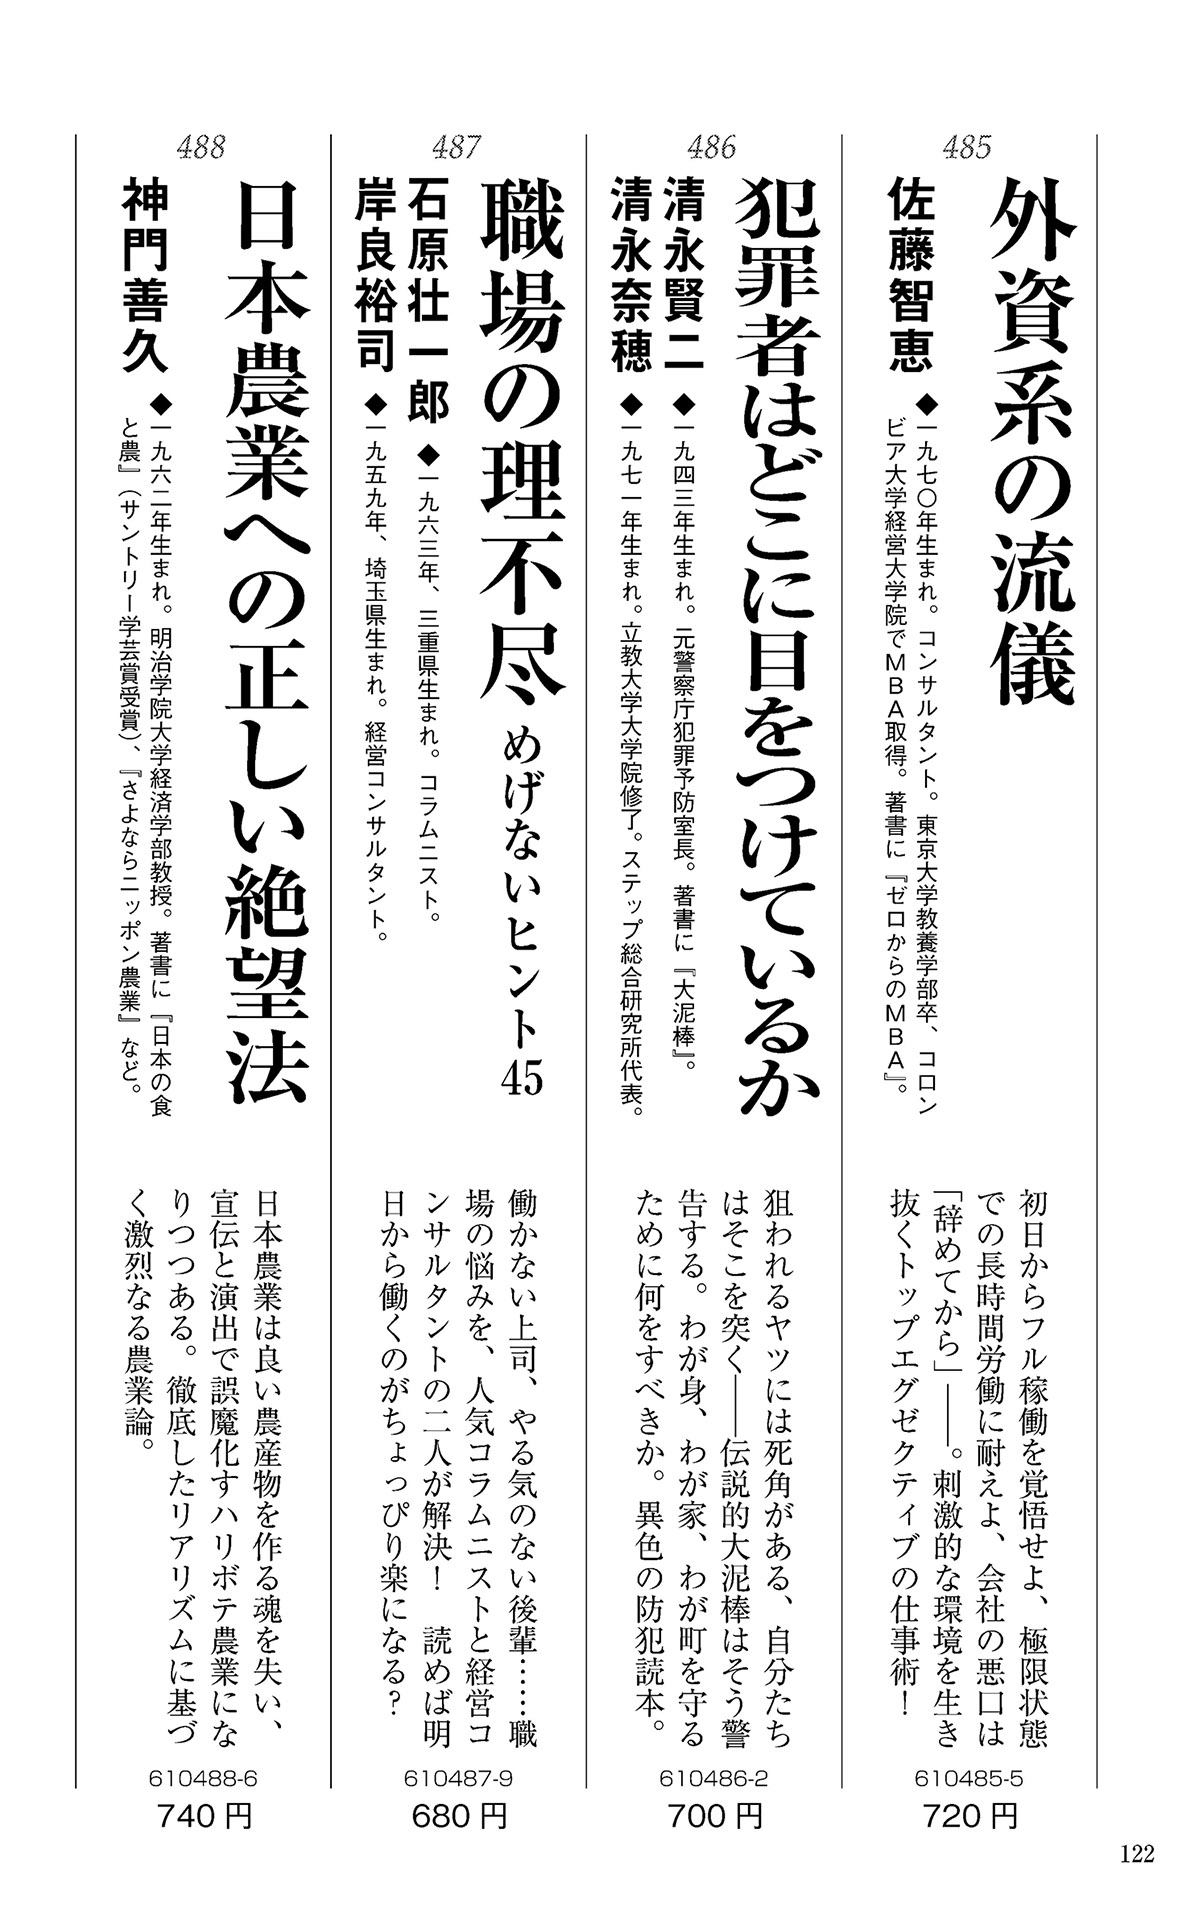 485
外資系の流儀
佐藤智恵
◆一九七〇年生まれ。コンサルタント。東京大学教養学部卒、コロン
ビア大学経営大学院でMBA取得。著書に『ゼロからのMBA』。
初日からフル稼働を覚悟せよ、極限状態
での長時間労働に耐えよ、会社の悪口は
「辞めてから」――。刺激的な環境を生き
抜くトップエグゼクティブの仕事術！
610485-5
720円
486
犯罪者はどこに目をつけているか
清永賢二
◆一九四三年生まれ。元警察庁犯罪予防室長。著書に『大泥棒』。
清永奈穂
◆一九七一年生まれ。立教大学大学院修了。ステップ総合研究所代表。
狙われるヤツには死角がある、自分たち
はそこを突く――伝説的大泥棒はそう警
告する。わが身、わが家、わが町を守る
ために何をすべきか。異色の防犯読本。
610486-2
700円
487
職場の理不尽 めげないヒント45
石原壮一郎
◆一九六三年、三重県生まれ。コラムニスト。
岸良裕司
◆一九五九年、埼玉県生まれ。経営コンサルタント。
働かない上司、やる気のない後輩……職
場の悩みを、人気コラムニストと経営コ
ンサルタントの二人が解決！　読めば明
日から働くのがちょっぴり楽になる？
610487-9
680円
488
日本農業への正しい絶望法
神門善久
◆一九六二年生まれ。明治学院大学経済学部教授。著書に『日本の食
と農』（サントリー学芸賞受賞）、『さよならニッポン農業』など。
日本農業は良い農産物を作る魂を失い、
宣伝と演出で誤魔化すハリボテ農業にな
りつつある。徹底したリアリズムに基づ
く激烈なる農業論。
610488-6
740円
122